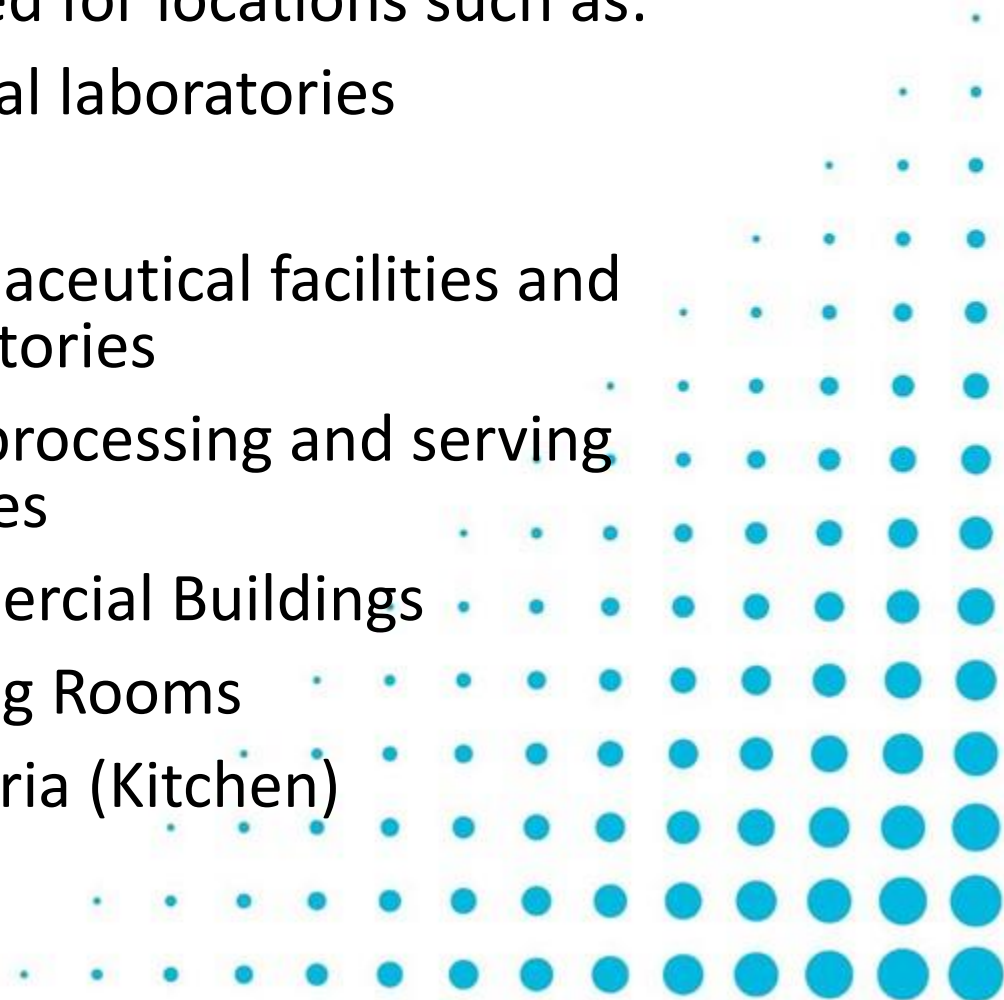 ed for locations such as:
al laboratories
aceutical facilities and
tories
processing and serving
es
ercial Buildings
g Rooms
ria (Kitchen)